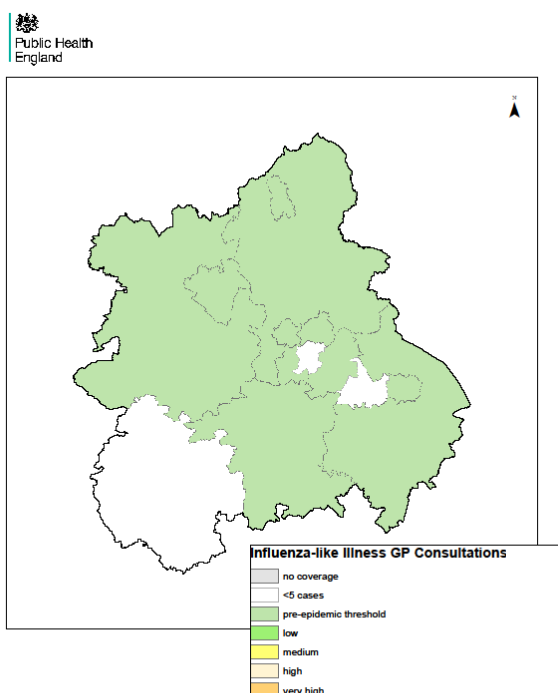 Public Health
England
Influenza-like Illness GP Consultations
no coverage
<5 cases
pre-epidemic threshold
low
medium
high
very high